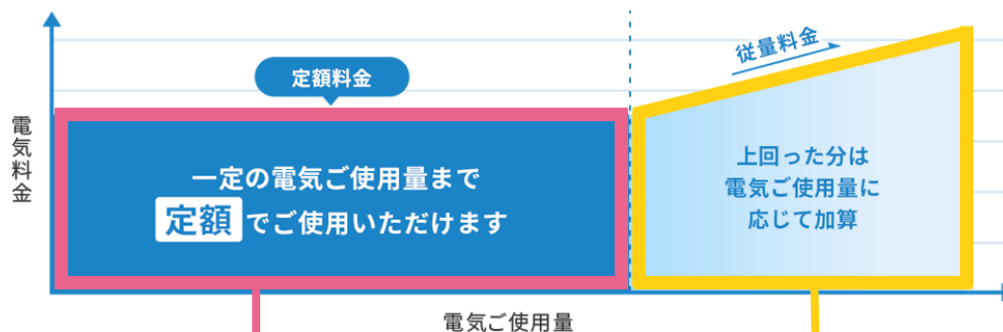 従量料金
定額料金
電気料金
一定の電気ご使用量まで
定額でご使用いただけます
上回った分は
電気ご使用量に
応じて加算
電気ご使用量